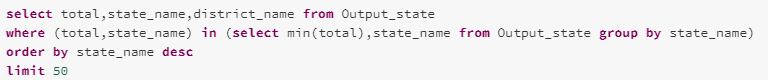 select total,state_name,district_name from Output_state
where (total,state_name) in (select min(total),state_name from Output_state group by state_name)
order by state_name desc
limit 50